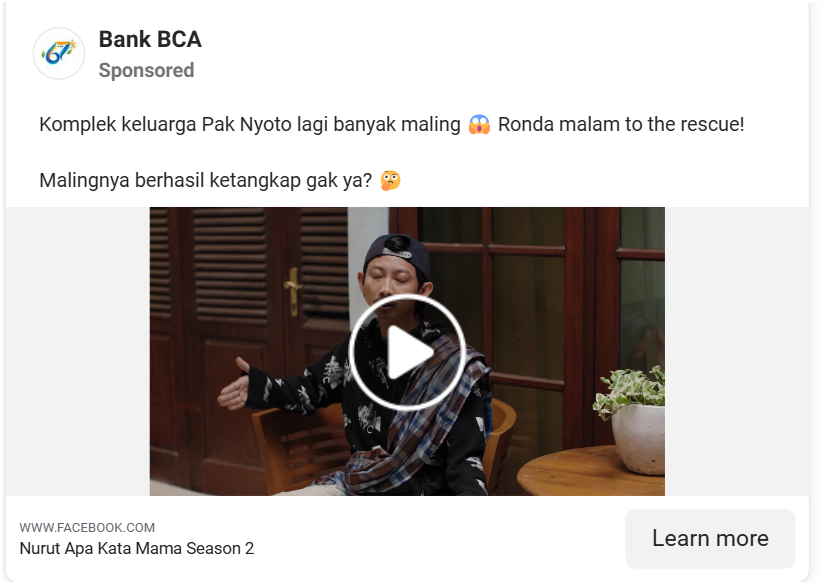 67
Bank BCA
Sponsored
Komplek keluarga Pak Nyoto lagi banyak maling 😱 Ronda malam to the rescue!
Malingnya berhasil ketangkap gak ya? 🤔
WWW.FACEBOOK.COM
Nurut Apa Kata Mama Season 2
Learn more